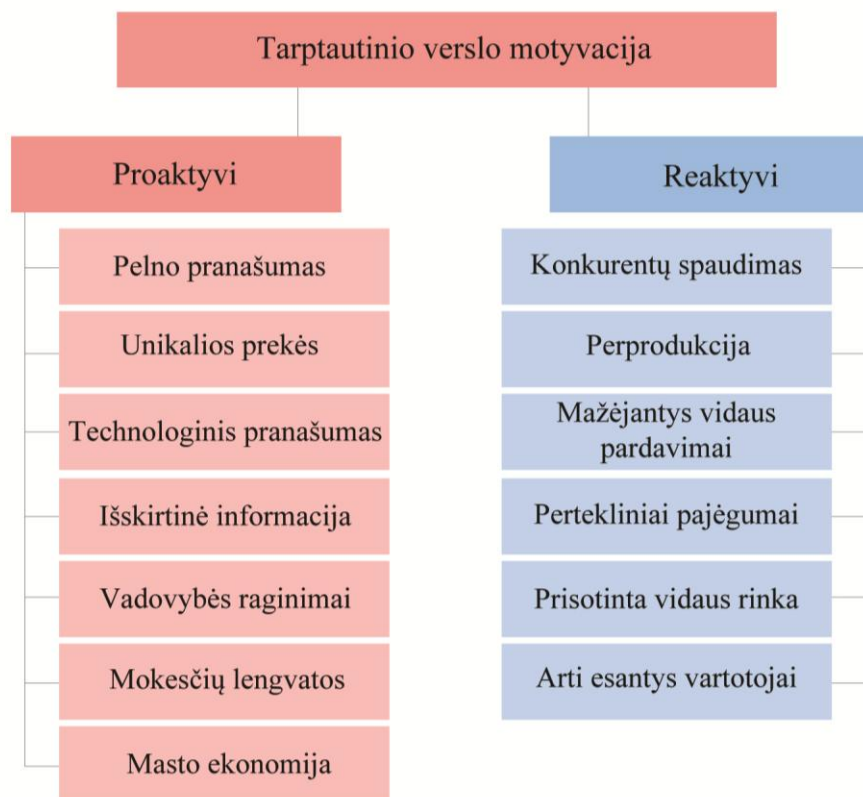 Tarptautinio verslo motyvacija
Proaktyvi
Pelno pranašumas
Unikalios prekės
Technologinis pranašumas
Išskirtinė informacija
Vadovybės raginimai
Mokesčių lengvatos
Masto ekonomija
Reaktyvi
Konkurentų spaudimas
Perprodukcija
Mažėjantys vidaus
pardavimai
Pertekliniai pajėgumai
Prisotinta vidaus rinka
Arti esantys vartotojai